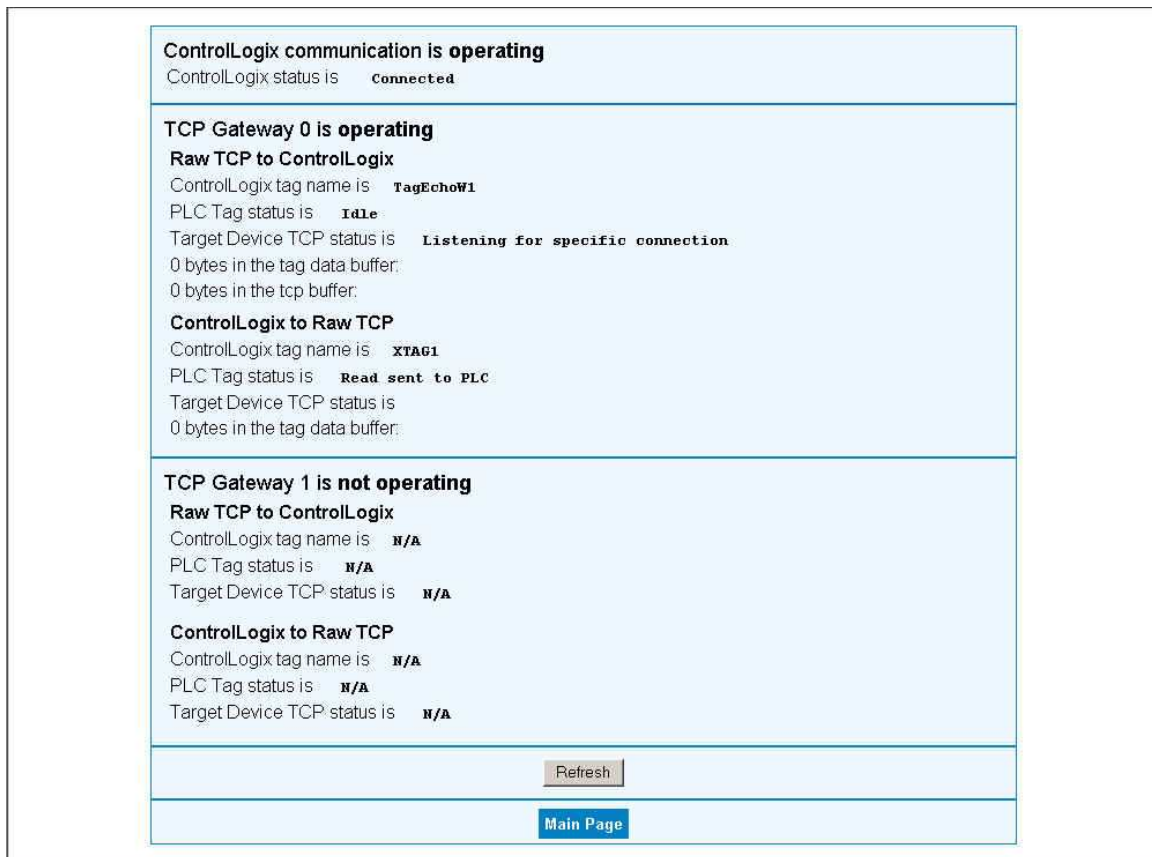 ControlLogix communication is operating
ControlLogix status is Connected
TCP Gateway 0 is operating
Raw TCP to ControlLogix
ControlLogix tag name is TagEchoW1
PLC Tag status is Idle
Target Device TCP status is Listening for specific connection
0 bytes in the tag data buffer:
0 bytes in the tcp buffer:
ControlLogix to Raw TCP
ControlLogix tag name is XTAG1
PLC Tag status is Read sent to PLC
Target Device TCP status is
0 bytes in the tag data buffer:
TCP Gateway 1 is not operating
Raw TCP to ControlLogix
ControlLogix tag name is N/A
PLC Tag status is N/A
Target Device TCP status is N/A
ControlLogix to Raw TCP
ControlLogix tag name is N/A
PLC Tag status is N/A
Target Device TCP status is N/A
Refresh
Main Page